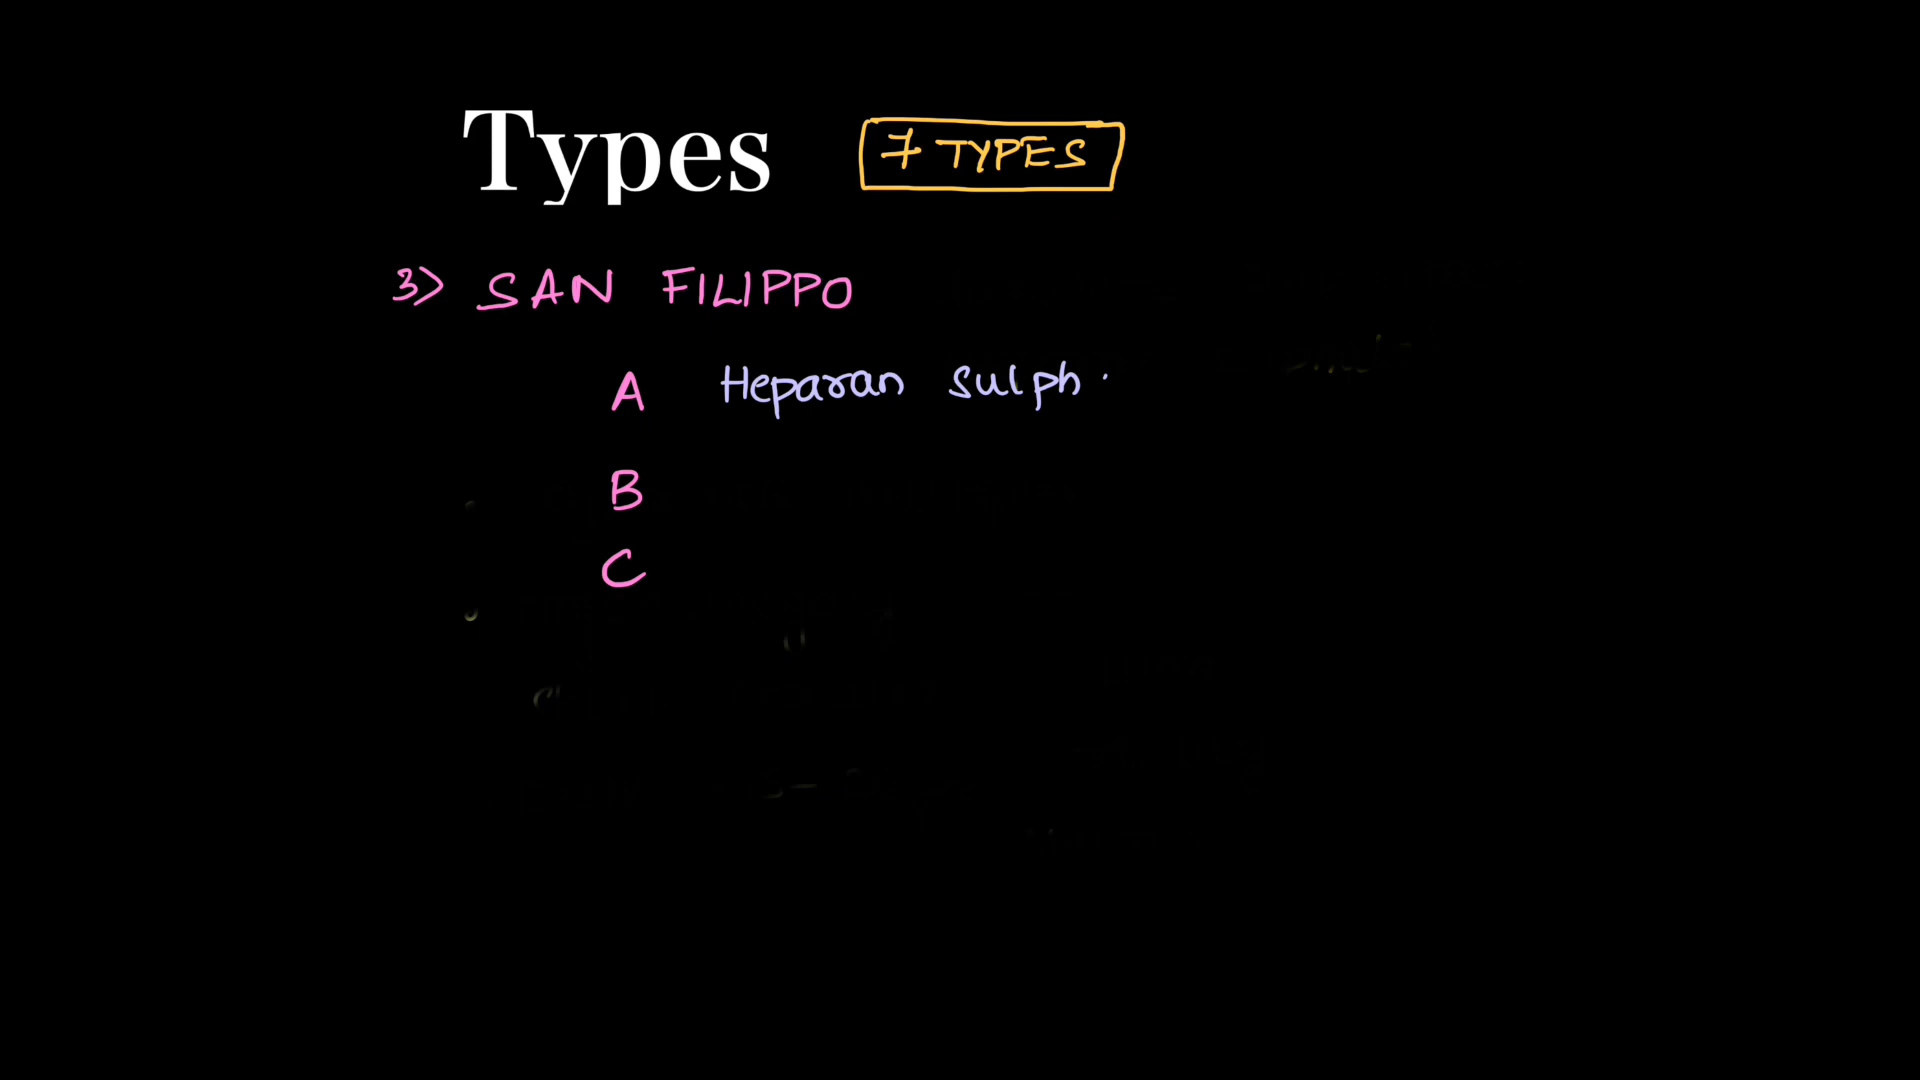 Types 7 TYPES
3> SAN FILIPPO
A Heparan sulph.
B
C